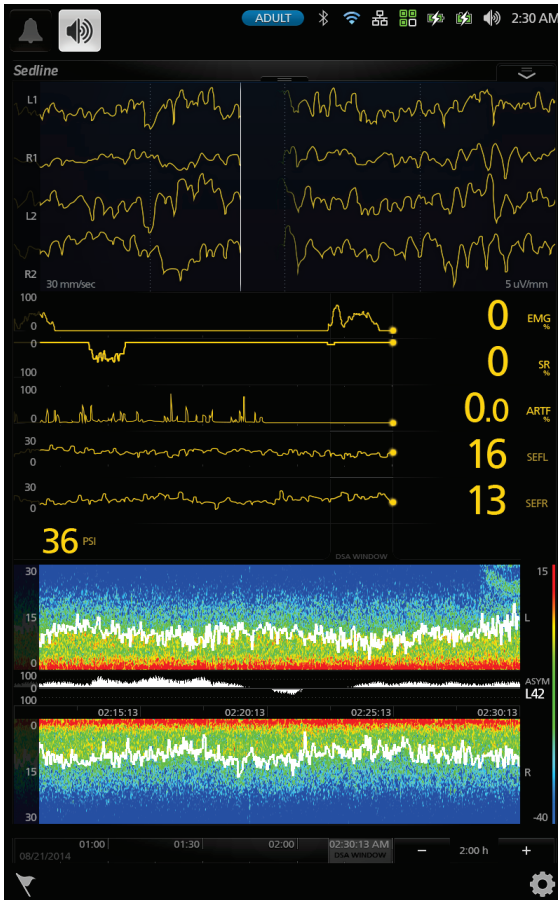 ADULT 2:30 AM
Sedline
L1
R1
L2
R2
30 mm/sec 5 uV/mm
100
0 0 EMG %
0 0 SR %
100
100
0 0.0 ARTF %
30
0 16 SEFL
30
0 13 SEFR
36 PSI
DSA WINDOW
30 15
15 L
0
100
0 ASYM
100 L42
02:15:13 02:20:13 02:25:13 02:30:13
0
15 R
30 -40
01:00 01:30 02:00 02:30:13 AM
08/21/2014 DSA WINDOW − 2:00 h +